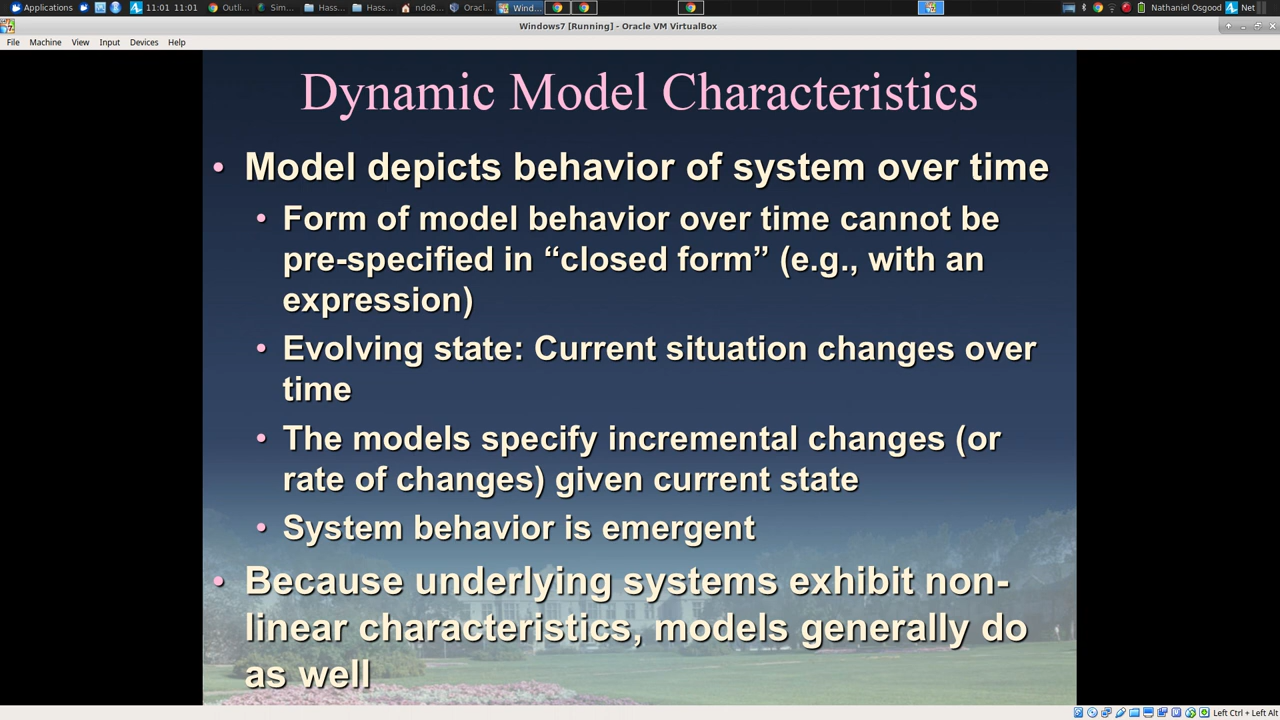 Applications 11:01 11:01 Outli... Sim... Hass... Hass... ndo8... Oracl... Wind... Nathaniel Osgood Net
Windows7 [Running] - Oracle VM VirtualBox
File Machine View Input Devices Help
Dynamic Model Characteristics
• Model depicts behavior of system over time
• Form of model behavior over time cannot be
pre-specified in “closed form” (e.g., with an
expression)
• Evolving state: Current situation changes over
time
• The models specify incremental changes (or
rate of changes) given current state
• System behavior is emergent
• Because underlying systems exhibit non-
linear characteristics, models generally do
as well
Left Ctrl + Left Alt